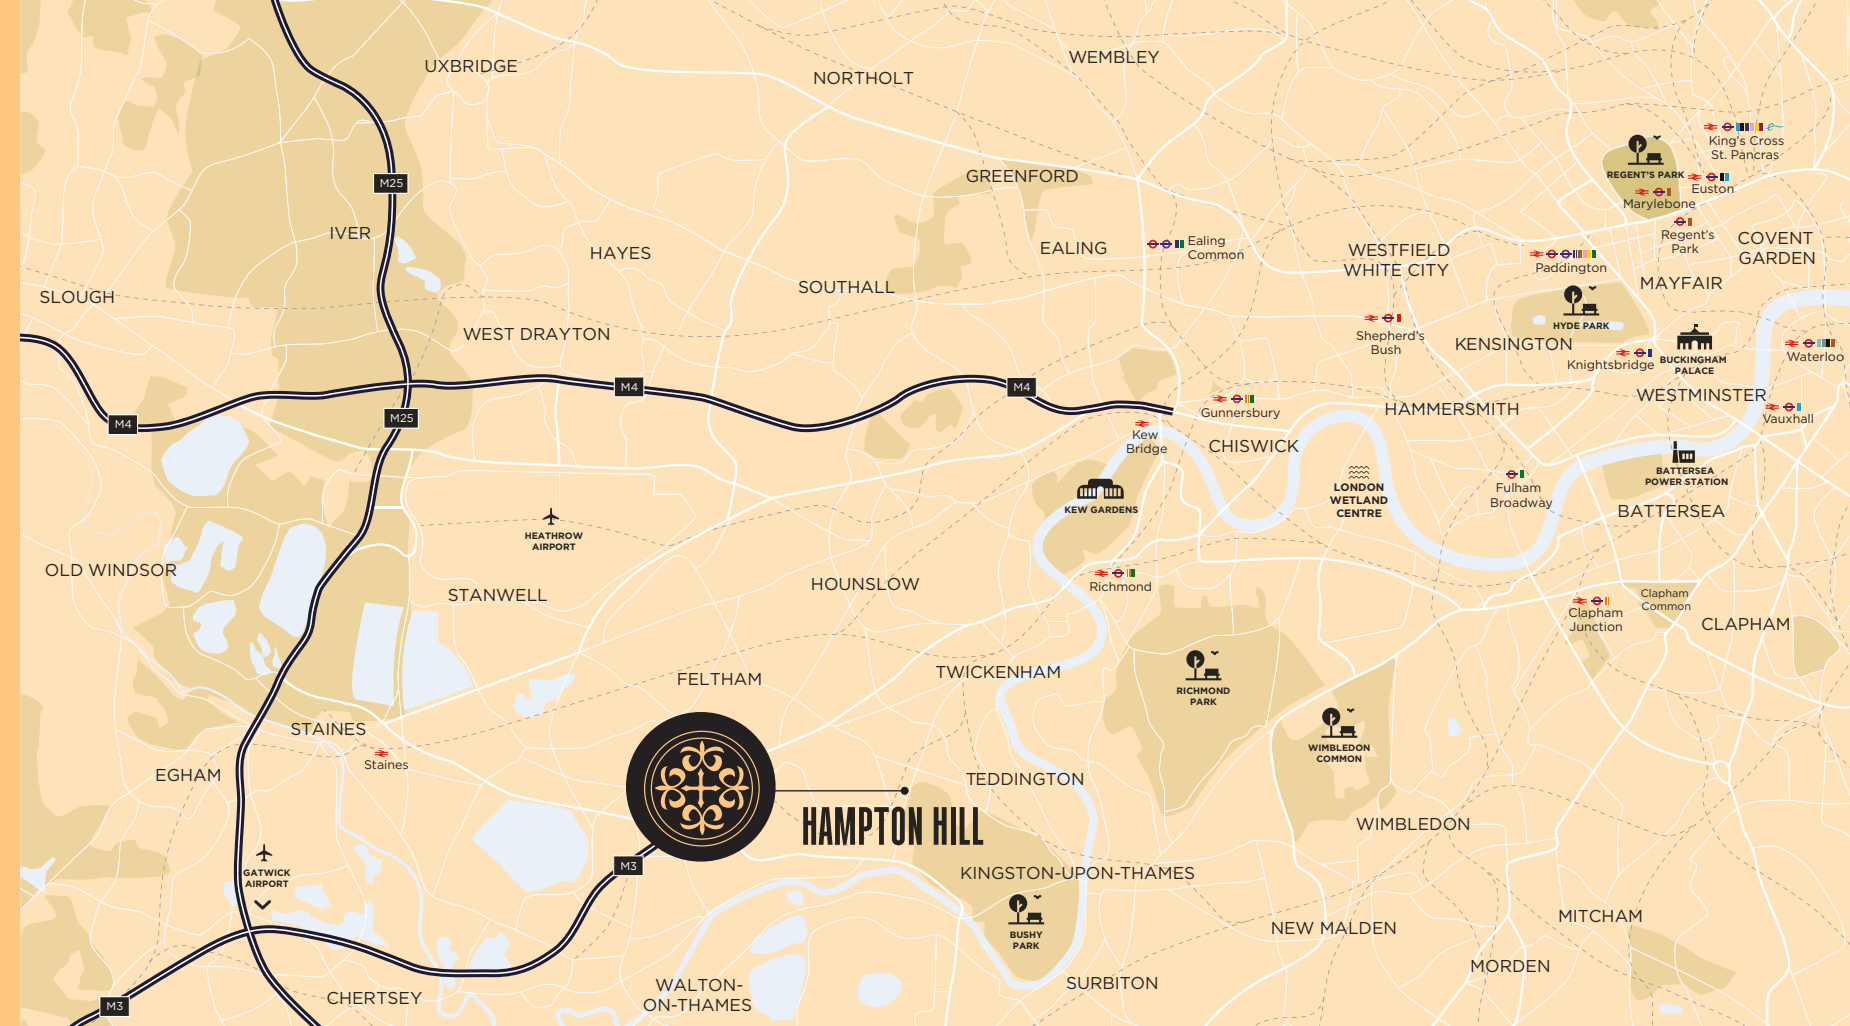 UXBRIDGE
NORTHOLT
WEMBLEY
King's Cross
St. Pancras
REGENT'S PARK
Euston
Marylebone
M25
GREENFORD
IVER
HAYES
EALING
Ealing
Common
WESTFIELD
WHITE CITY
Regent's
Park
COVENT
GARDEN
Paddington
MAYFAIR
SLOUGH
SOUTHALL
HYDE PARK
WEST DRAYTON
Shepherd's
Bush
KENSINGTON
Knightsbridge
BUCKINGHAM
PALACE
Waterloo
M4
M4
M4
M25
WESTMINSTER
Gunnersbury
HAMMERSMITH
Vauxhall
Kew
Bridge
CHISWICK
LONDON
WETLAND
CENTRE
Fulham
Broadway
BATTERSEA
POWER STATION
BATTERSEA
KEW GARDENS
HEATHROW
AIRPORT
OLD WINDSOR
STANWELL
HOUNSLOW
Richmond
Clapham
Common
Clapham
Junction
CLAPHAM
FELTHAM
TWICKENHAM
RICHMOND
PARK
STAINES
Staines
WIMBLEDON
COMMON
EGHAM
TEDDINGTON
HAMPTON HILL
WIMBLEDON
M3
GATWICK
AIRPORT
KINGSTON-UPON-THAMES
BUSHY
PARK
NEW MALDEN
MITCHAM
MORDEN
SURBITON
WALTON-
ON-THAMES
CHERTSEY
M3